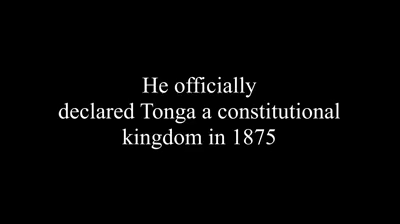 He officially
declared Tonga a constitutional
kingdom in 1875